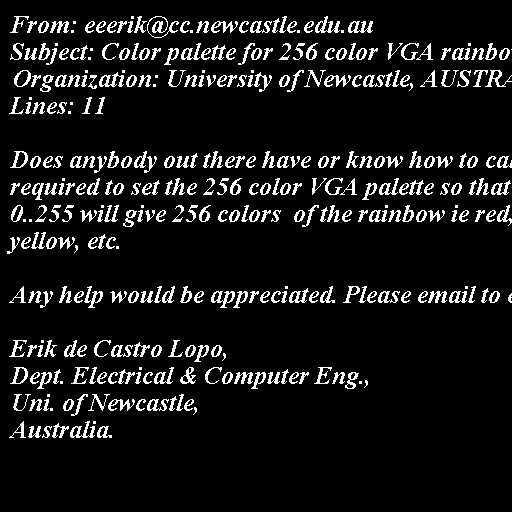 From: eeerik@cc.newcastle.edu.au
Subject: Color palette for 256 color VGA rainbo
Organization: University of Newcastle, AUSTRA
Lines: 11
Does anybody out there have or know how to cal
required to set the 256 color VGA palette so that
0..255 will give 256 colors  of the rainbow ie red,
yellow, etc.
Any help would be appreciated. Please email to e
Erik de Castro Lopo,
Dept. Electrical & Computer Eng.,
Uni. of Newcastle,
Australia.